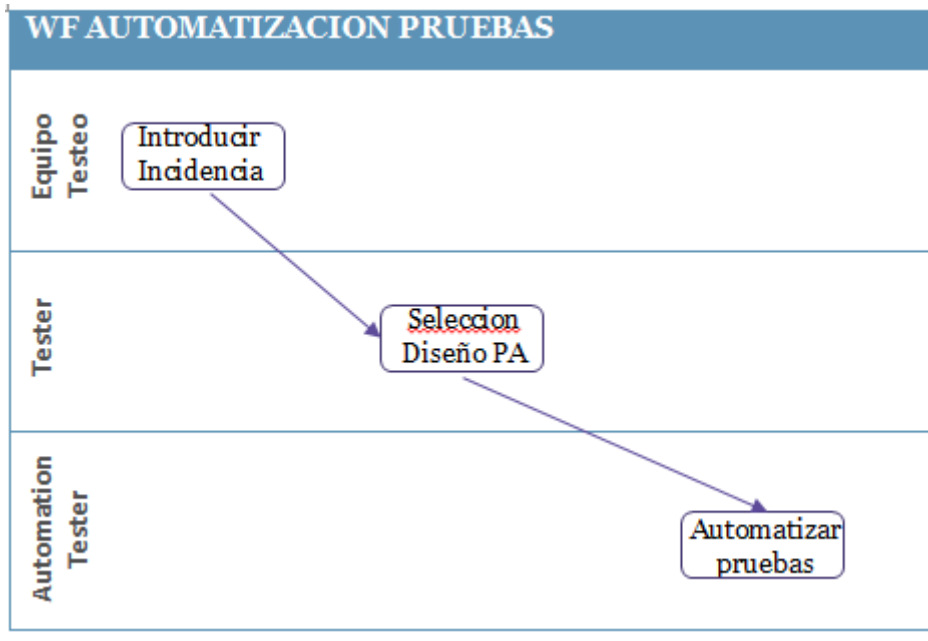 WF AUTOMATIZACION PRUEBAS
Equipo
Testeo
Introducir
Incidencia
Tester
Seleccion
Diseño PA
Automation
Tester
Automatizar
pruebas